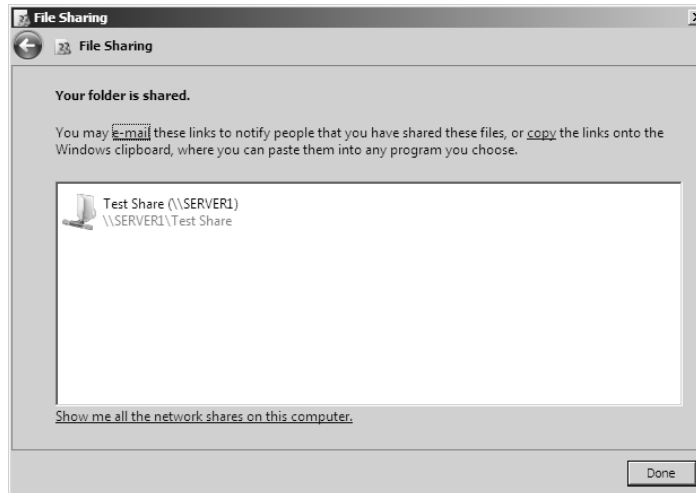 File Sharing
File Sharing
Your folder is shared.
You may e-mail these links to notify people that you have shared these files, or copy the links onto the
Windows clipboard, where you can paste them into any program you choose.
Test Share (\\SERVER1)
\\SERVER1\Test Share
Show me all the network shares on this computer.
Done